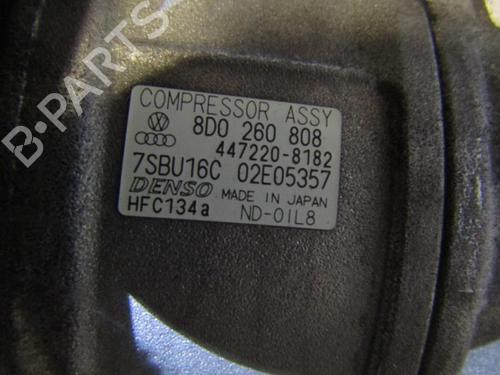 B-PARTS
COMPRESSOR ASSY
8D0 260 808
447220-8182
7SBU16C 02E05357
DENSO MADE IN JAPAN
HFC134a ND-OIL8